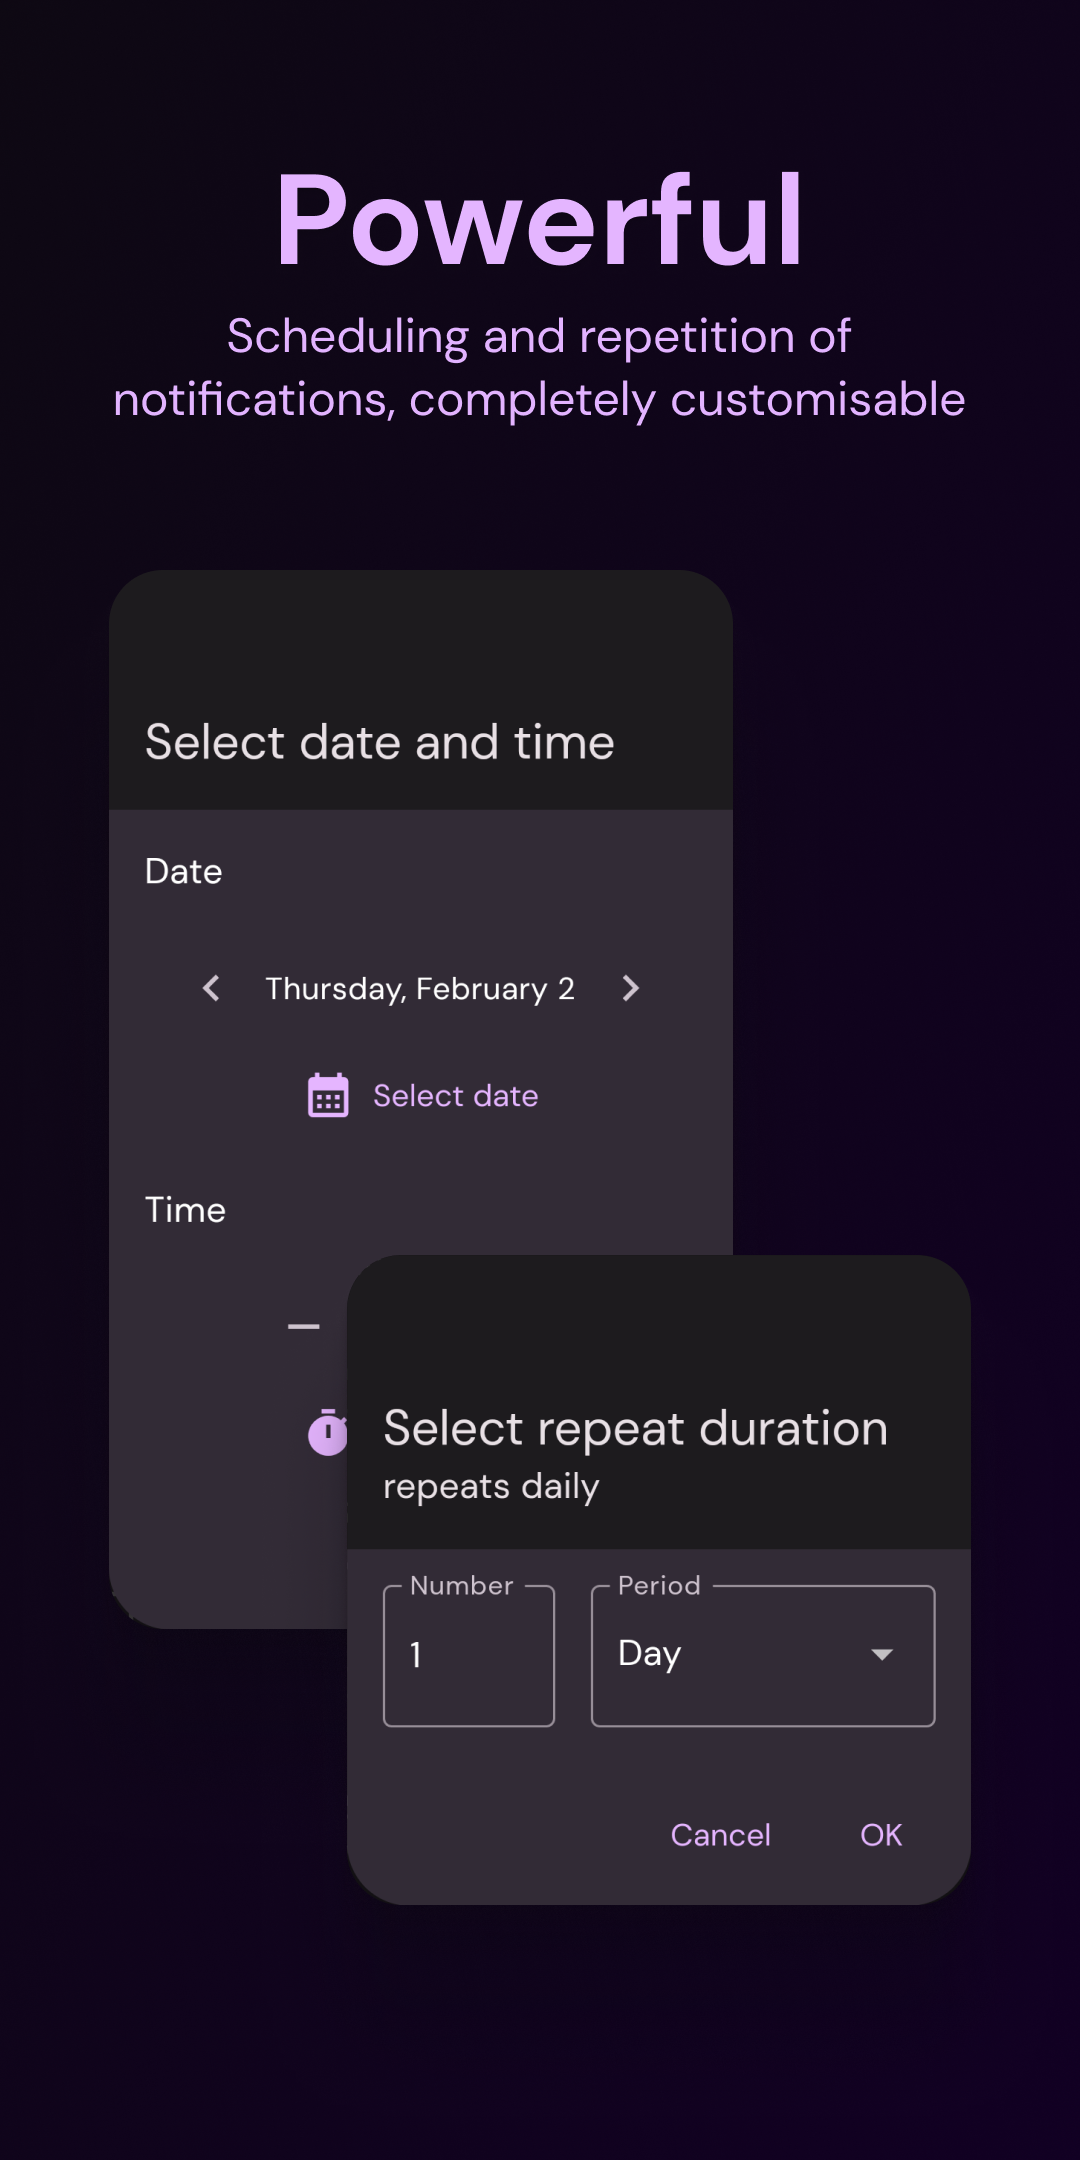 Powerful
Scheduling and repetition of
notifications, completely customisable
Select date and time
Date
Thursday, February 2
Select date
Time
Select repeat duration
repeats daily
Number
Period
1
Day
Cancel
OK